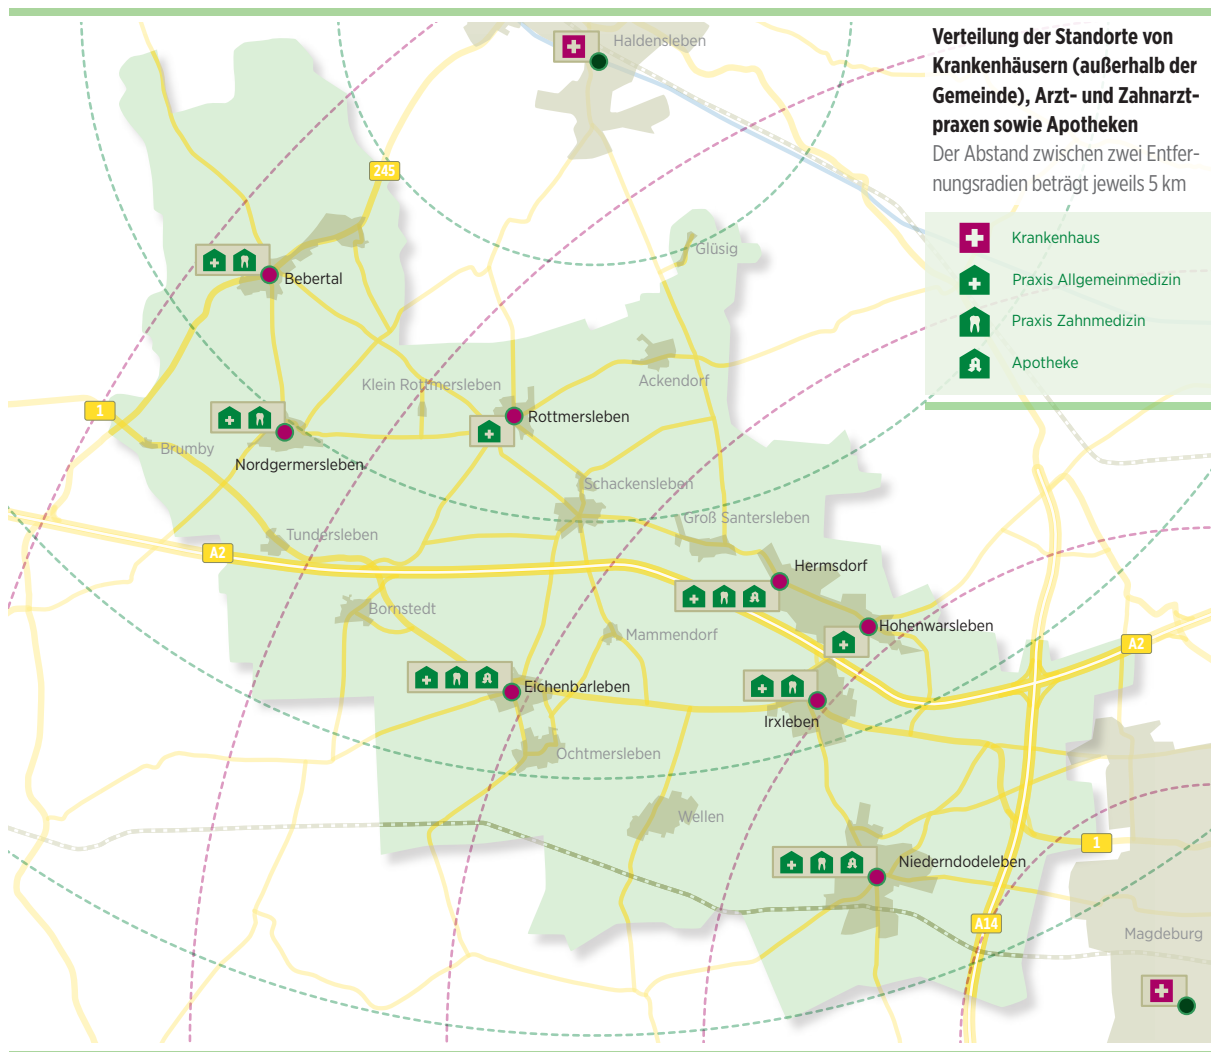 Verteilung der Standorte von
Krankenhäusern (außerhalb der
Gemeinde), Arzt- und Zahnarzt-
praxen sowie Apotheken
Der Abstand zwischen zwei Entfer-
nungsradien beträgt jeweils 5 km
Krankenhaus
Praxis Allgemeinmedizin
Praxis Zahnmedizin
Apotheke
Haldensleben
245
Glüsig
Bebertal
Klein Rottmersleben
Ackendorf
1
Rottmersleben
Brumby
Nordgermersleben
Schackensleben
Groß Santersleben
Tundersleben
A2
Hermsdorf
Bornstedt
Hohenwarsleben
Mammendorf
A2
Eichenbarleben
Irxleben
Ochtmersleben
Wellen
1
Niederndodeleben
A14
Magdeburg